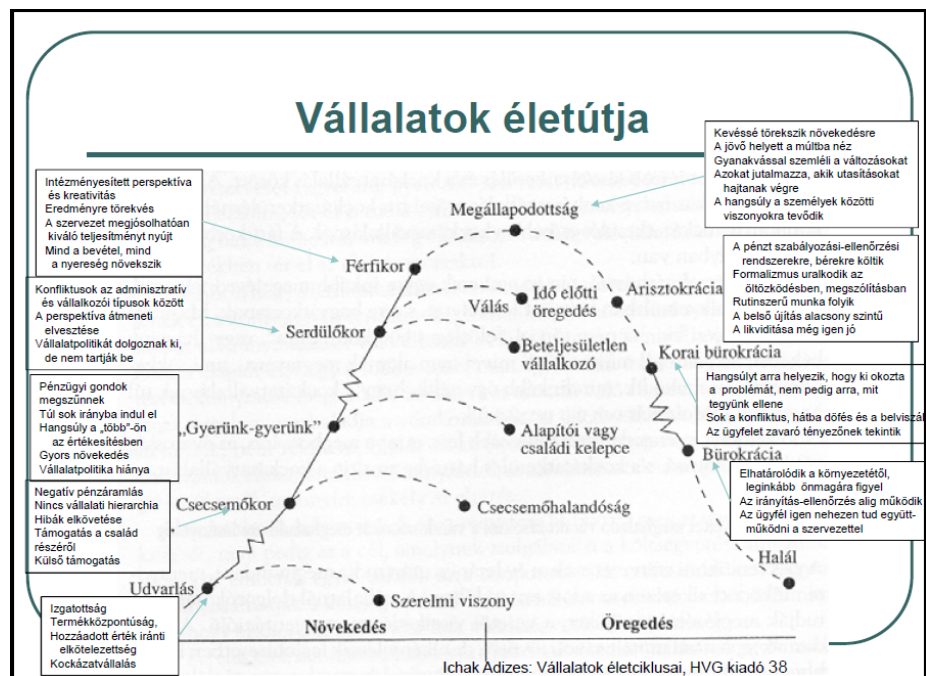 Vállalatok életútja
Kevéssé törekszik növekedésre
A jövő helyett a múltba néz
Gyanakvással szemléli a változásokat
Azokat jutalmazza, akik utasításokat
hajtanak végre
A hangsúly a személyek közötti
viszonyokra tevődik
Intézményesített perspektíva
és kreativitás
Eredményre törekvés
A szervezet megjósolhatóan
kiváló teljesítményt nyújt
Mind a bevétel, mind
a nyereség növekszik
Megállapodottság
Férfikor
A pénzt szabályozási-ellenőrzési
rendszerekre, bérekre költik
Formalizmus uralkodik az
öltözködésben, megszólításban
Rutinszerű munka folyik
A belső újítás alacsony szintű
A likviditása még igen jó
Konfliktusok az adminisztratív
és vállalkozói típusok között
A perspektíva átmeneti
elvesztése
Vállalatpolitikát dolgoznak ki,
de nem tartják be
Válás
Idő előtti
öregedés
Arisztokrácia
Serdülőkor
Beteljesületlen
vállalkozó
Korai bürokrácia
Hangsúlyt arra helyezik, hogy ki okozta
a problémát, nem pedig arra, mit
tegyünk ellene
Sok a konfliktus, hátba döfés és a belviszál
Az ügyfelet zavaró tényezőnek tekintik
Pénzügyi gondok
megszűnnek
Túl sok irányba indul el
Hangsúly a „több”-ön
az értékesítésben
Gyors növekedés
Vállalatpolitika hiánya
„Gyerünk-gyerünk”
Alapítói vagy
családi kelepce
Bürokrácia
Elhatárolódik a környezetétől,
leginkább önmagára figyel
Az irányítás-ellenőrzés alig működik
Az ügyfél igen nehezen tud együtt-
működni a szervezettel
Negatív pénzáramlás
Nincs vállalati hierarchia
Hibák elkövetése
Támogatás a család
részéről
Külső támogatás
Csecsemőkor
Csecsemőhalandóság
Halál
Udvarlás
Szerelmi viszony
Izgatottság
Termékközpontúság,
Hozzáadott érték iránti
elkötelezettség
Kockázatvállalás
Növekedés
Öregedés
Ichak Adizes: Vállalatok életciklusai, HVG kiadó 38